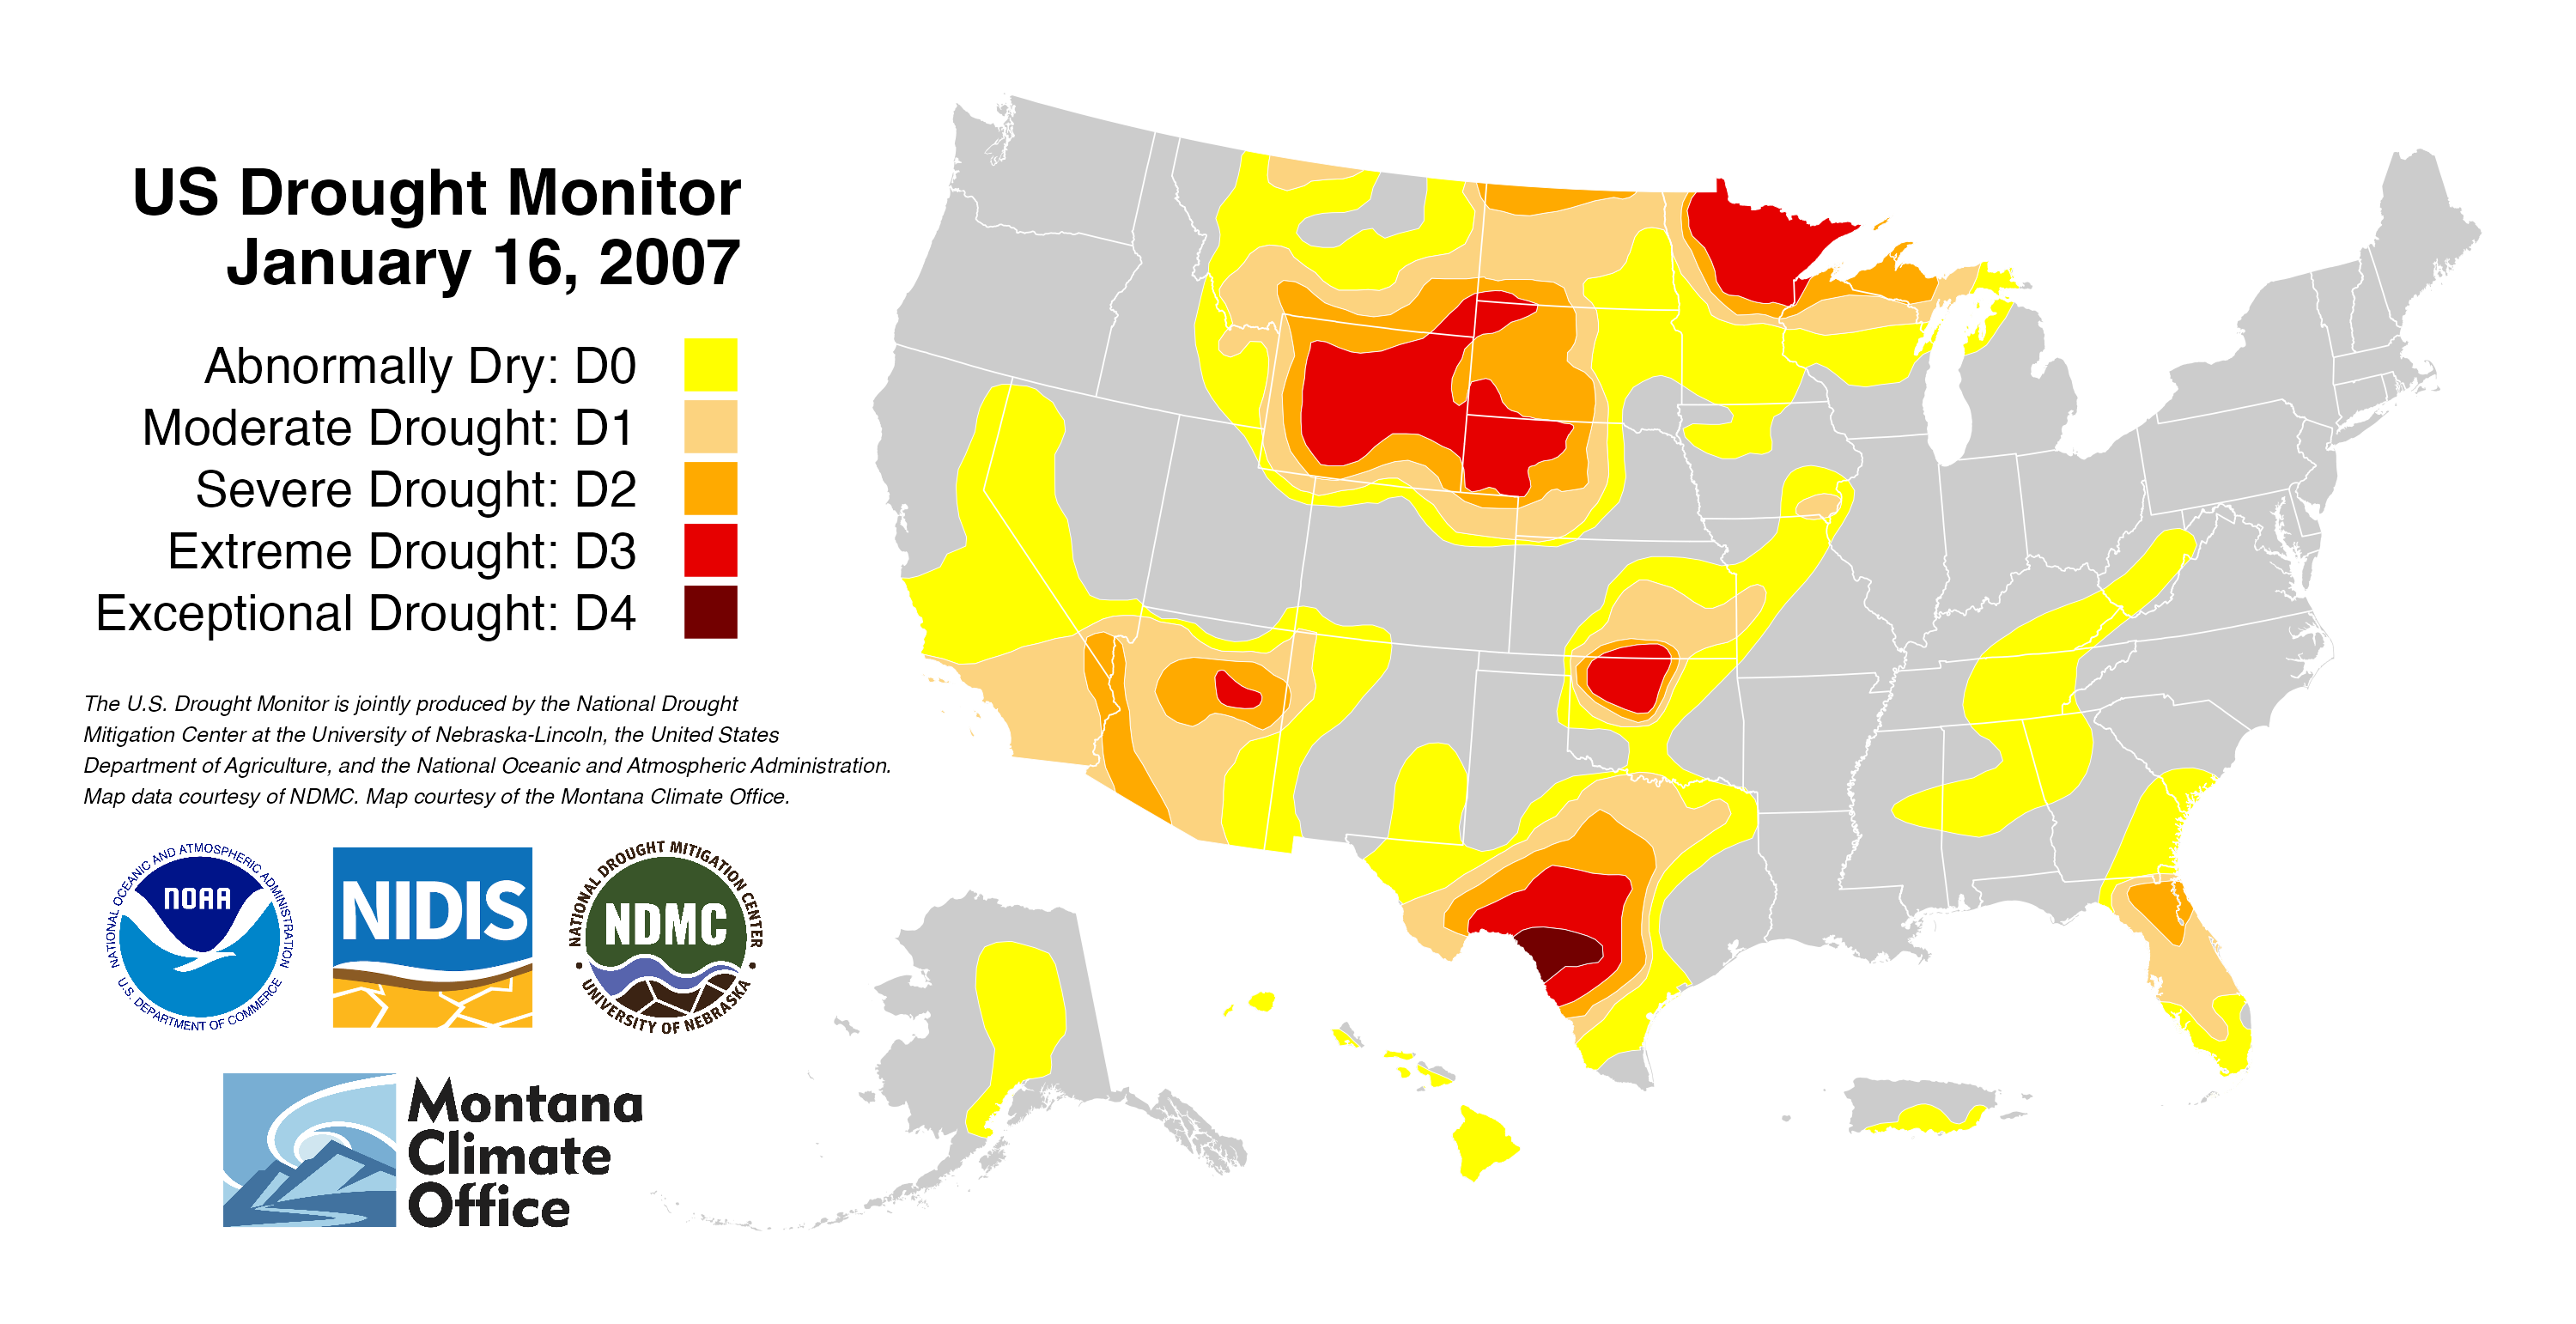 US Drought Monitor
January 16, 2007
Abnormally Dry: D0
Moderate Drought: D1
Severe Drought: D2
Extreme Drought: D3
Exceptional Drought: D4
The U.S. Drought Monitor is jointly produced by the National Drought
Mitigation Center at the University of Nebraska-Lincoln, the United States
Department of Agriculture, and the National Oceanic and Atmospheric Administration.
Map data courtesy of NDMC. Map courtesy of the Montana Climate Office.
NATIONAL OCEANIC AND ATMOSPHERIC ADMINISTRATION
NOAA
U.S. DEPARTMENT OF COMMERCE
NIDIS
NATIONAL DROUGHT MITIGATION CENTER
NDMC
UNIVERSITY OF NEBRASKA
Montana
Climate
Office